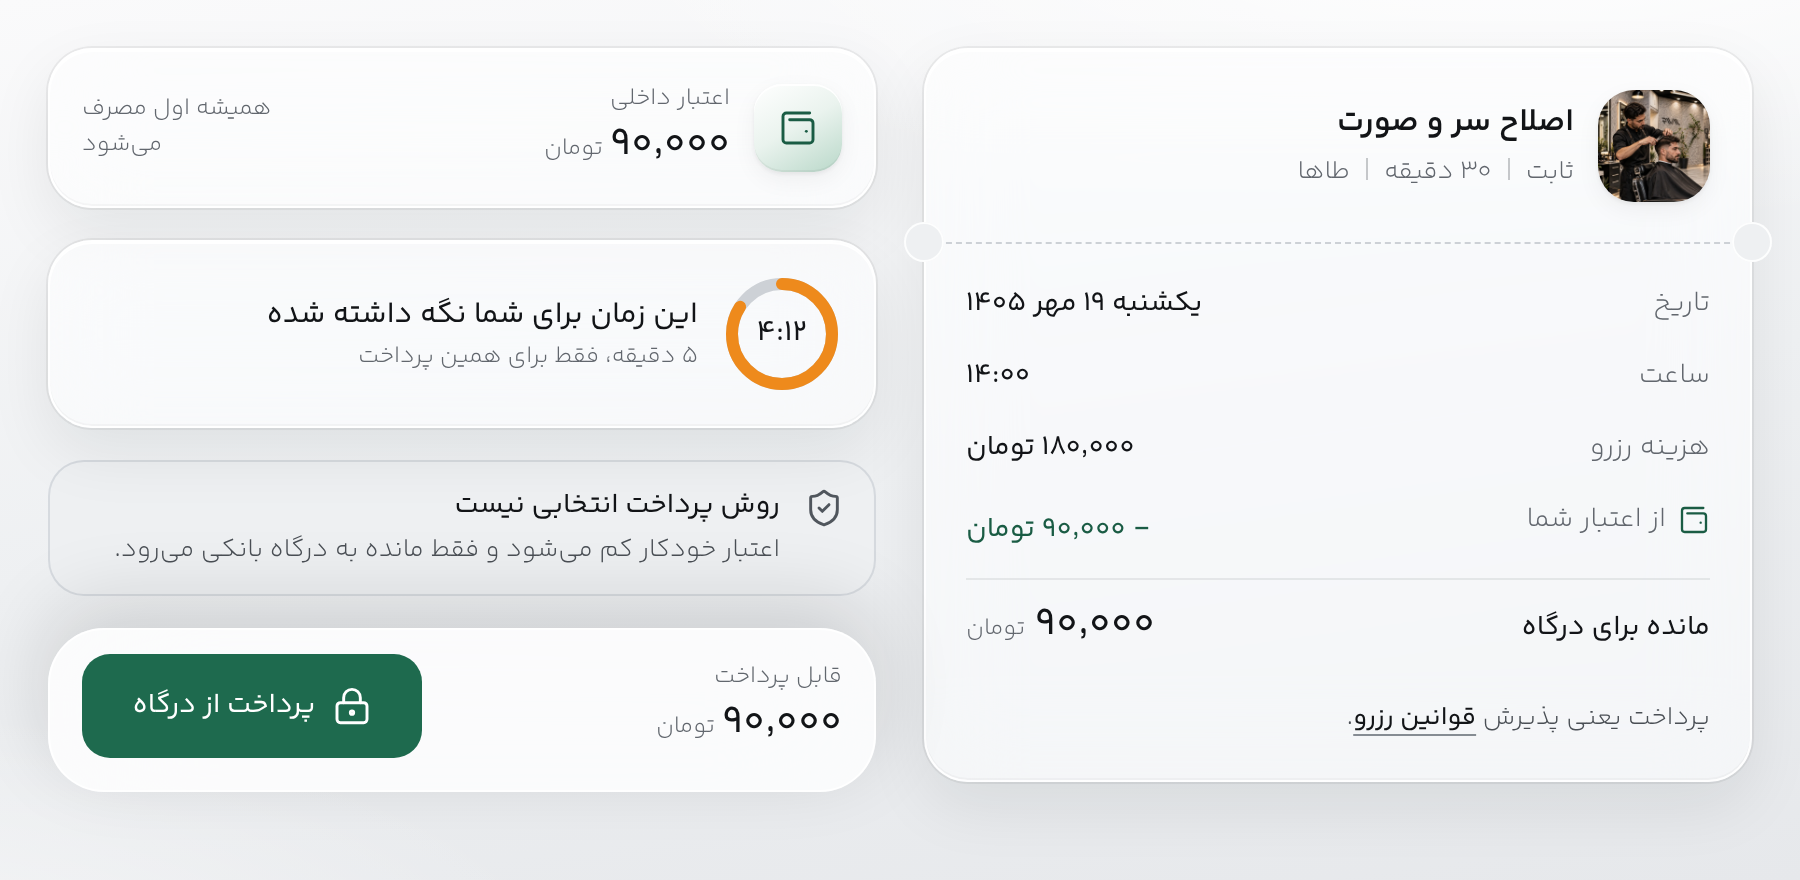 اصلاح سر و صورت
ثابت | ۳۰ دقیقه | طاها
تاریخ یکشنبه ۱۹ مهر ۱۴۰۵
ساعت ۱۴:۰۰
هزینه رزرو ۱۸۰,۰۰۰ تومان
از اعتبار شما − ۹۰,۰۰۰ تومان
مانده برای درگاه ۹۰,۰۰۰ تومان
پرداخت یعنی پذیرش قوانین رزرو.
اعتبار داخلی
۹۰,۰۰۰ تومان
همیشه اول مصرف
می‌شود
۴:۱۲
این زمان برای شما نگه داشته شده
۵ دقیقه، فقط برای همین پرداخت
روش پرداخت انتخابی نیست
اعتبار خودکار کم می‌شود و فقط مانده به درگاه بانکی می‌رود.
قابل پرداخت
۹۰,۰۰۰ تومان
پرداخت از درگاه